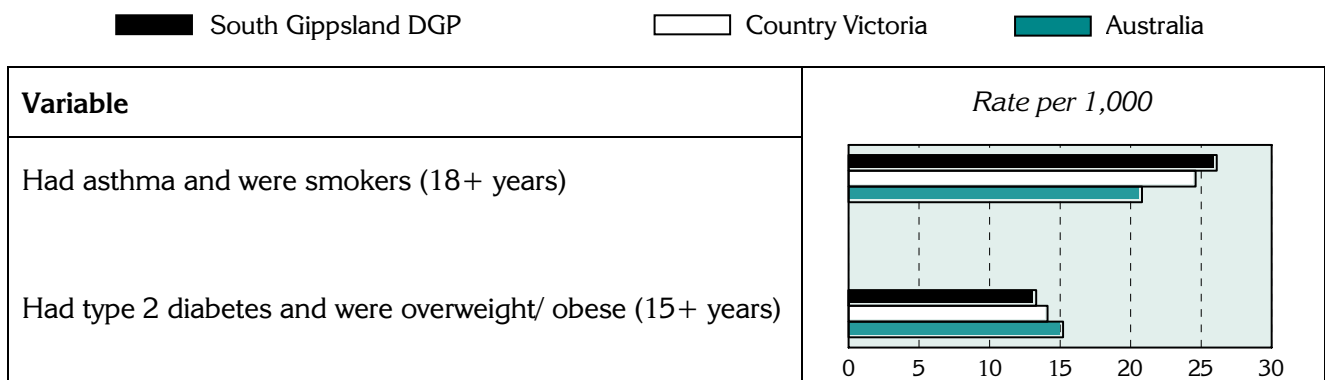 South Gippsland DGP Country Victoria Australia
Variable Rate per 1,000
Had asthma and were smokers (18+ years)
Had type 2 diabetes and were overweight/ obese (15+ years)
0 5 10 15 20 25 30